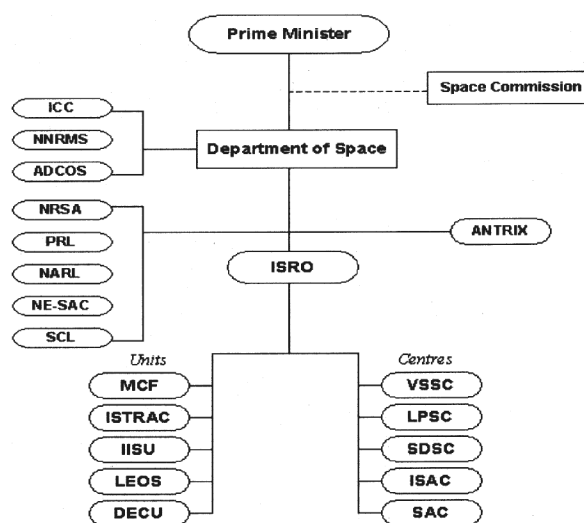 Prime Minister
Space Commission
ICC
NNRMS
ADCOS
Department of Space
NRSA
PRL
NARL
NE-SAC
SCL
ANTRIX
ISRO
Units
MCF
ISTRAC
IISU
LEOS
DECU
Centres
VSSC
LPSC
SDSC
ISAC
SAC